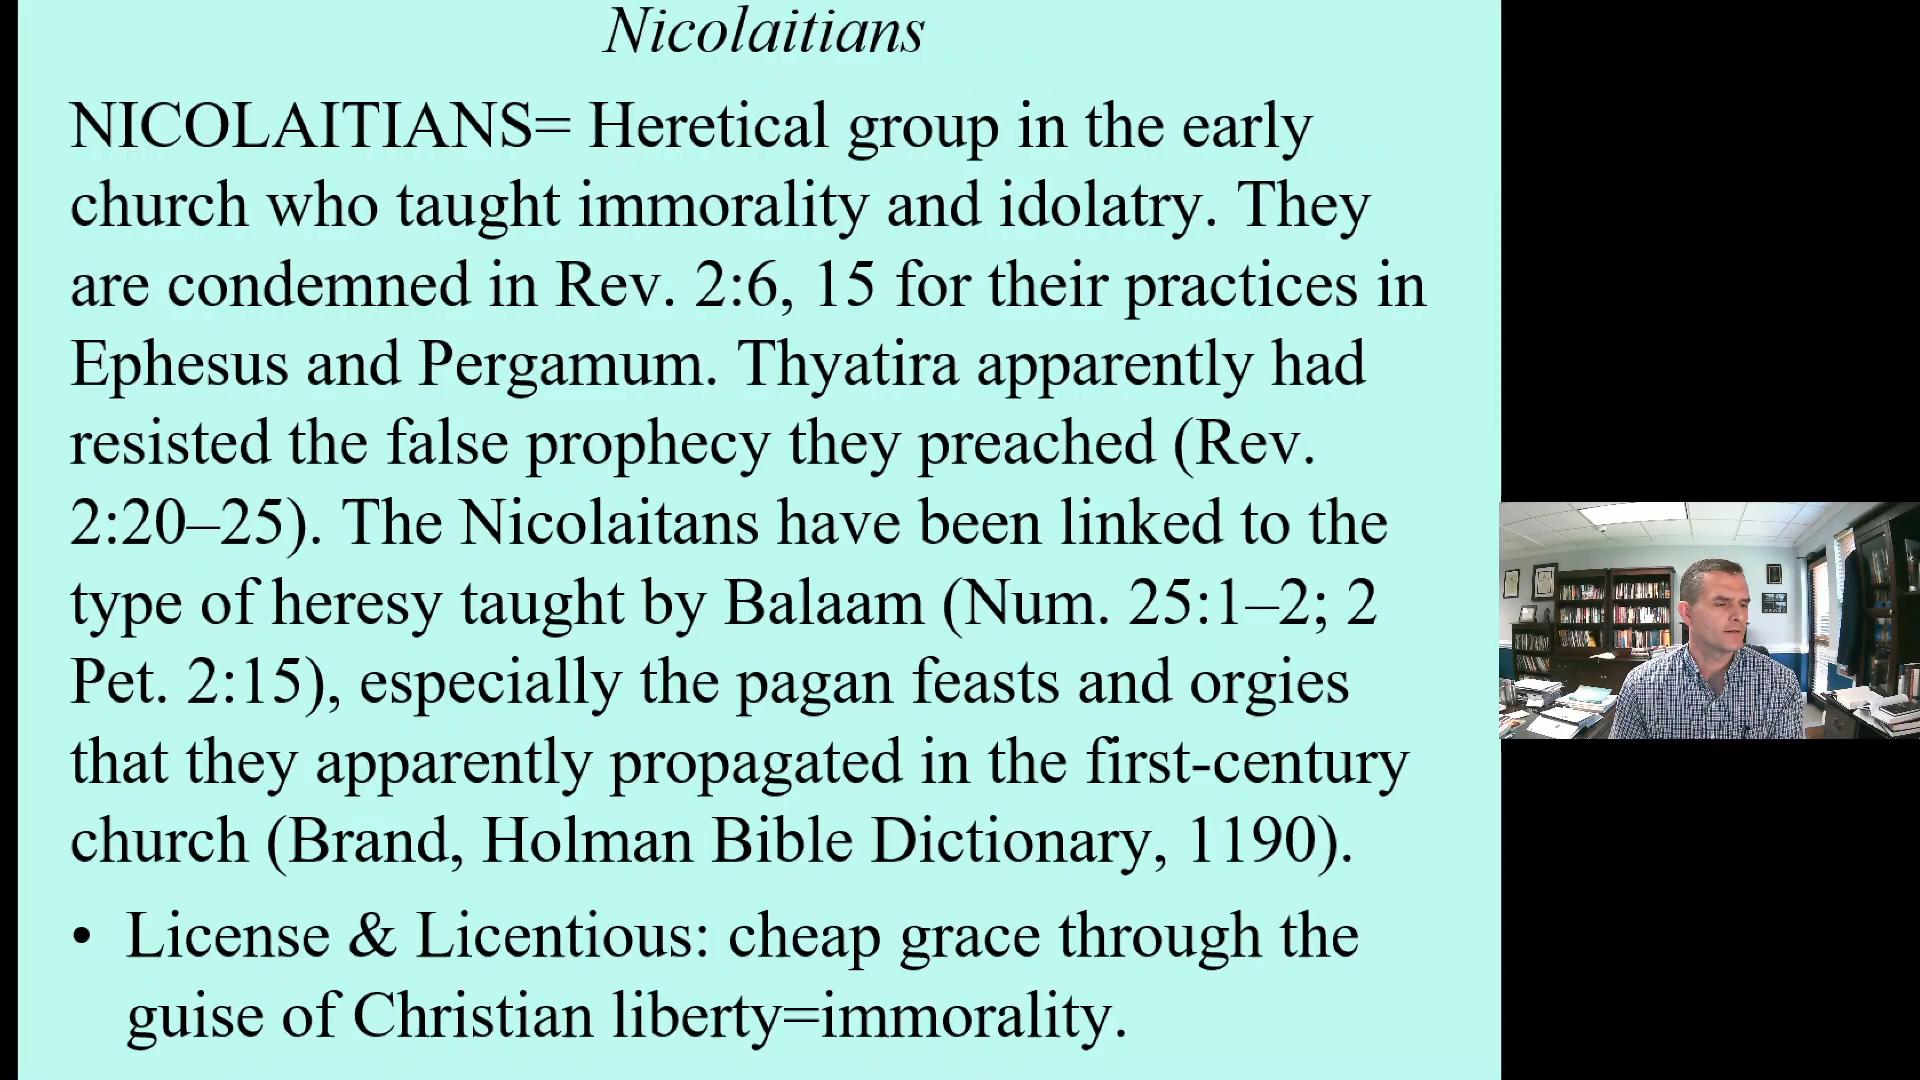 Nicolaitians
NICOLAITIANS= Heretical group in the early
church who taught immorality and idolatry. They
are condemned in Rev. 2:6, 15 for their practices in
Ephesus and Pergamum. Thyatira apparently had
resisted the false prophecy they preached (Rev.
2:20–25). The Nicolaitans have been linked to the
type of heresy taught by Balaam (Num. 25:1–2; 2
Pet. 2:15), especially the pagan feasts and orgies
that they apparently propagated in the first-century
church (Brand, Holman Bible Dictionary, 1190).
• License & Licentious: cheap grace through the
guise of Christian liberty=immorality.